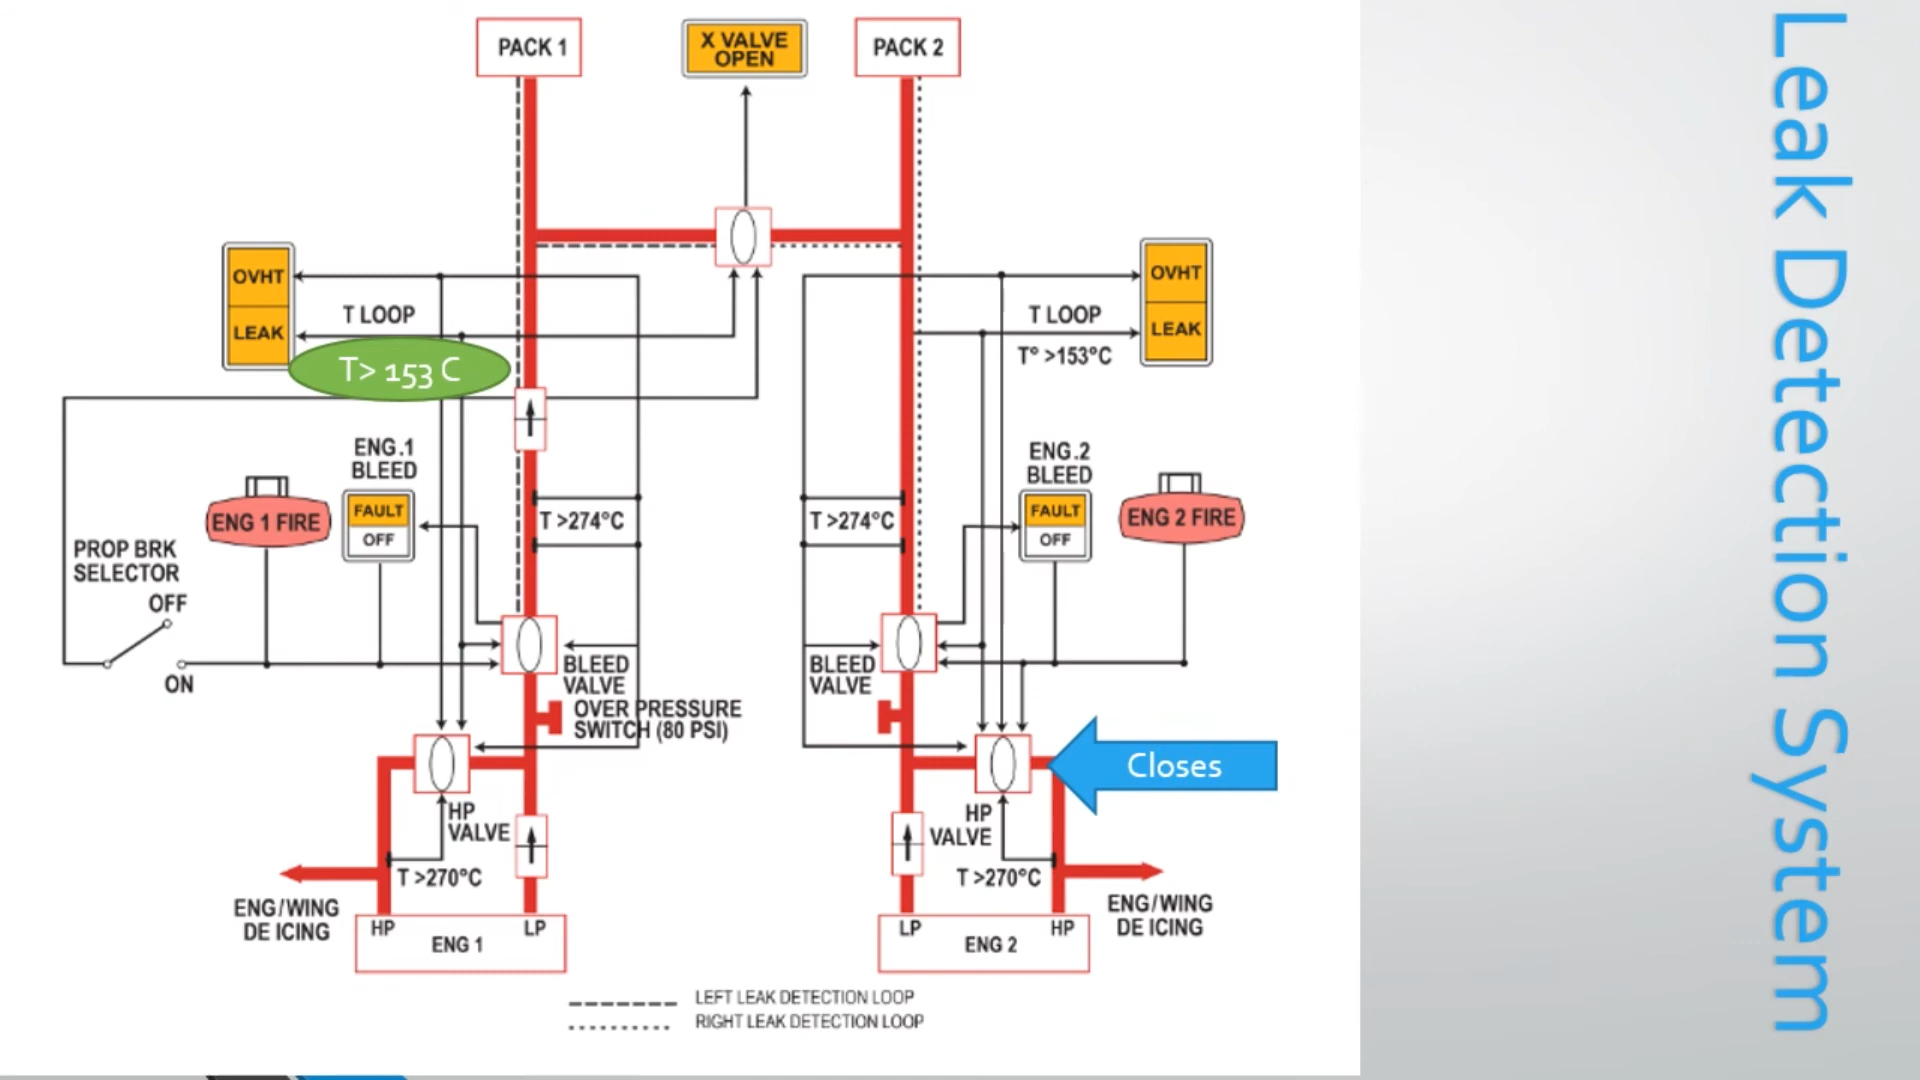 PACK 1
X VALVE
OPEN
PACK 2
Leak Detection System
OVHT
LEAK
T LOOP
T> 153 C
T LOOP
T° >153°C
OVHT
LEAK
ENG.1
BLEED
FAULT
OFF
ENG 1 FIRE
PROP BRK
SELECTOR
OFF
ON
T >274°C
T >274°C
ENG.2
BLEED
FAULT
OFF
ENG 2 FIRE
BLEED
VALVE
OVER PRESSURE
SWITCH (80 PSI)
BLEED
VALVE
Closes
HP
VALVE
HP
VALVE
T >270°C
T >270°C
ENG/WING
DE ICING
ENG/WING
DE ICING
HP
LP
ENG 1
LP
HP
ENG 2
LEFT LEAK DETECTION LOOP
RIGHT LEAK DETECTION LOOP